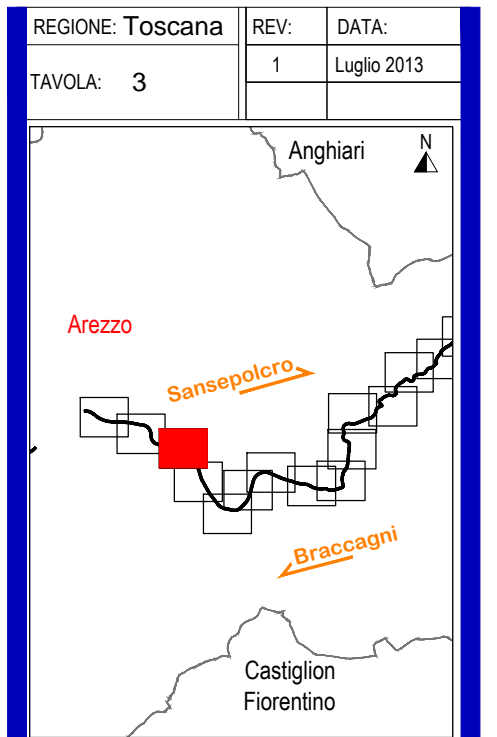 REGIONE: Toscana
REV:
DATA:
TAVOLA: 3
1
Luglio 2013
Anghiari
N
Arezzo
Sansepolcro
Braccagni
Castiglion
Fiorentino